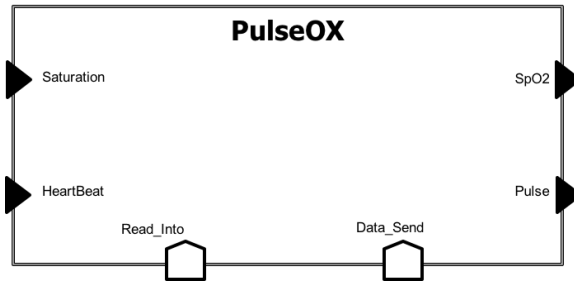 PulseOX
Saturation
SpO2
HeartBeat
Pulse
Read_Into
Data_Send